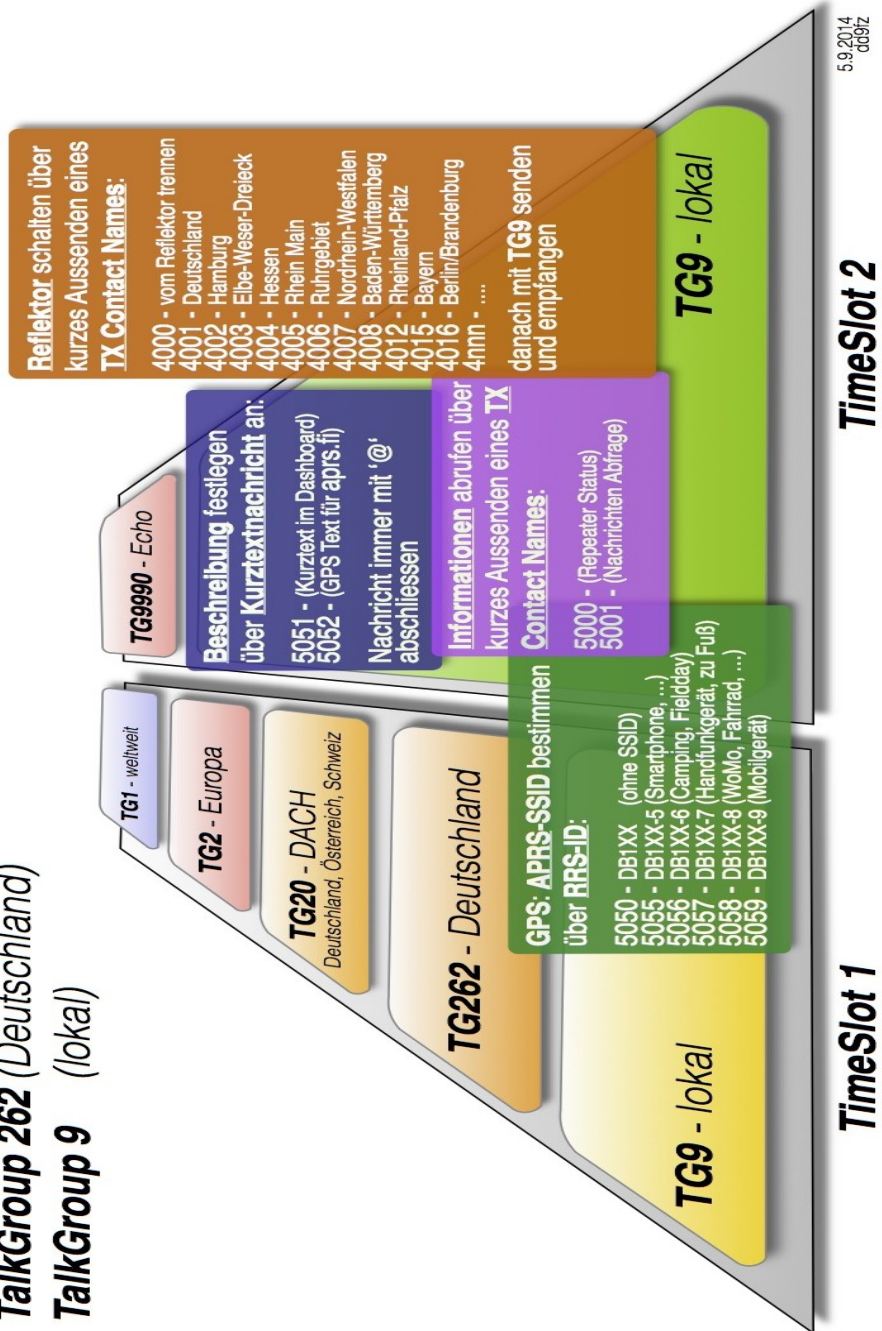 TalkGroup 262 (Deutschland)
TalkGroup 9 (lokal)
TG1 - weltweit
TG2 - Europa
TG20 - DACH
Deutschland, Österreich, Schweiz
TG262 - Deutschland
TG9 - lokal
TimeSlot 1
GPS: APRS-SSID bestimmen
über RRS-ID:
5050 - DB1XX (ohne SSID)
5055 - DB1XX-5 (Smartphone, ...)
5056 - DB1XX-6 (Camping, Fieldday)
5057 - DB1XX-7 (Handfunkgerät, zu Fuß)
5058 - DB1XX-8 (WoMo, Fahrrad, ...)
5059 - DB1XX-9 (Mobilgerät)
TG9990 - Echo
Beschreibung festlegen
über Kurztextnachricht an:
5051 - (Kurztext im Dashboard)
5052 - (GPS Text für aprs.fi)
Nachricht immer mit '@'
abschliessen
Informationen abrufen über
kurzes Aussenden eines TX
Contact Names:
5000 - (Repeater Status)
5001 - (Nachrichten Abfrage)
Reflektor schalten über
kurzes Aussenden eines
TX Contact Names:
4000 - vom Reflektor trennen
4001 - Deutschland
4002 - Hamburg
4003 - Elbe-Weser-Dreieck
4004 - Hessen
4005 - Rhein Main
4006 - Ruhrgebiet
4007 - Nordrhein-Westfalen
4008 - Baden-Württemberg
4012 - Rheinland-Pfalz
4015 - Bayern
4016 - Berlin/Brandenburg
4nnn - ....
danach mit TG9 senden
und empfangen
TG9 - lokal
TimeSlot 2
5.9.2014
dd9fz